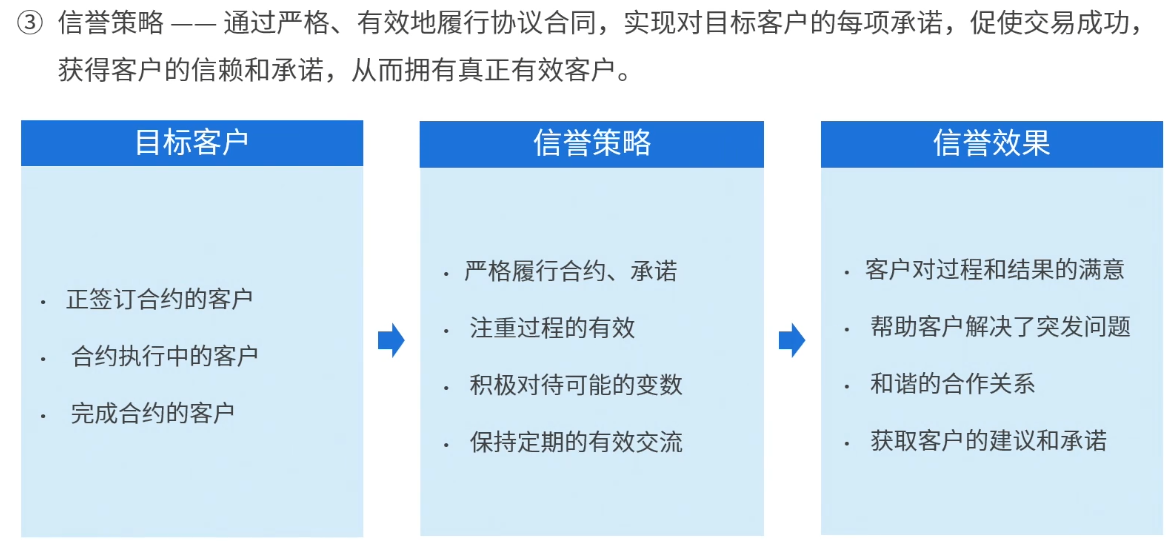 ③ 信誉策略 —— 通过严格、有效地履行协议合同，实现对目标客户的每项承诺，促使交易成功，
获得客户的信赖和承诺，从而拥有真正有效客户。
目标客户
· 正签订合约的客户
· 合约执行中的客户
· 完成合约的客户
信誉策略
· 严格履行合约、承诺
· 注重过程的有效
· 积极对待可能的变数
· 保持定期的有效交流
信誉效果
· 客户对过程和结果的满意
· 帮助客户解决了突发问题
· 和谐的合作关系
· 获取客户的建议和承诺